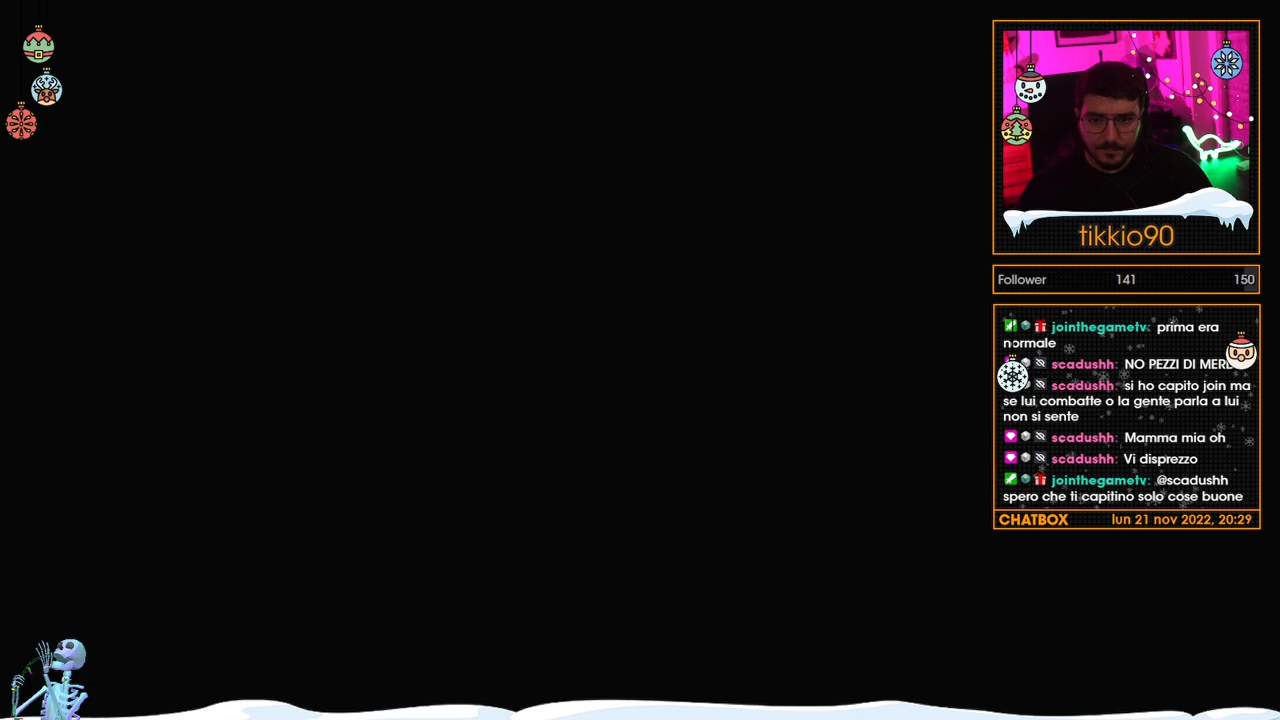 tikkio90
Follower 141 150
jointhegametv: prima era
normale
scadushh: NO PEZZI DI
scadushh: si ho capito join ma
se lui combatte o la gente parla a lui
non si sente
scadushh: Mamma mia oh
scadushh: Vi disprezzo
jointhegametv: @scadushh
spero che ti capitino solo cose buone
CHATBOX lun 21 nov 2022, 20:29